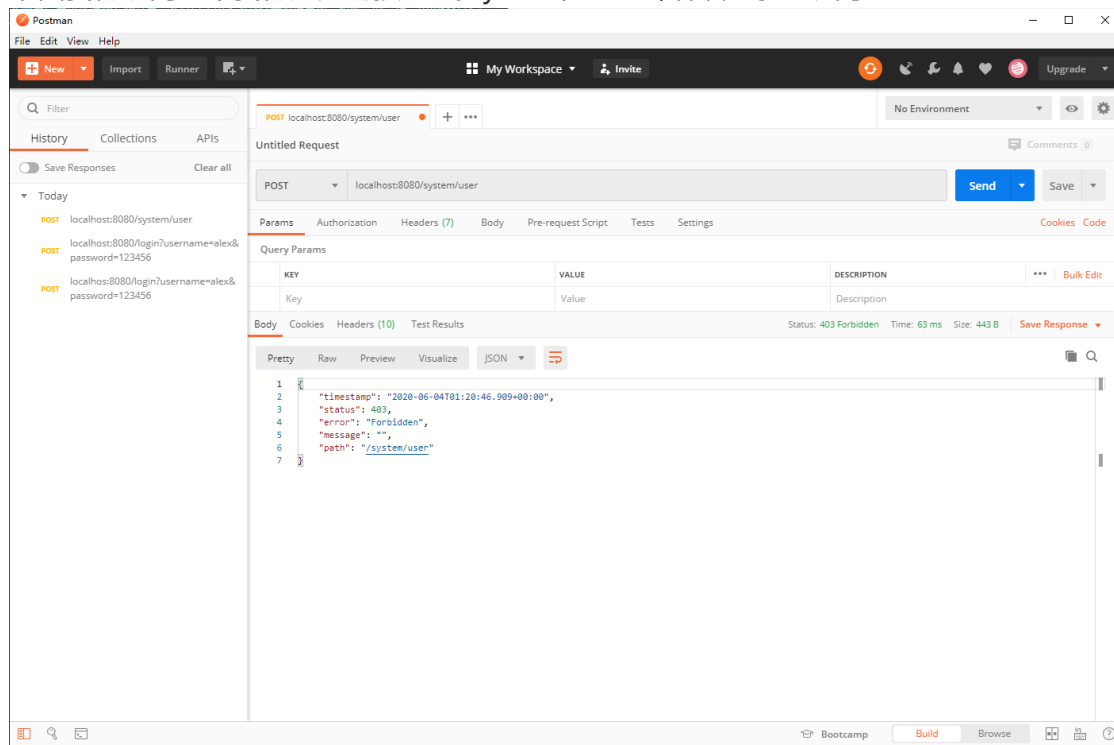 Postman
File Edit View Help
New Import Runner My Workspace Invite Upgrade
Filter
History Collections APIs
Save Responses Clear all
Today
POST localhost:8080/system/user
POST localhost:8080/login?username=alex&
password=123456
POST localhos:8080/login?username=alex&
password=123456
POST localhost:8080/system/user
No Environment
Untitled Request
Comments 0
POST localhost:8080/system/user Send Save
Params Authorization Headers (7) Body Pre-request Script Tests Settings Cookies Code
Query Params
KEY VALUE DESCRIPTION Bulk Edit
Key Value Description
Body Cookies Headers (10) Test Results Status: 403 Forbidden Time: 63 ms Size: 443 B Save Response
Pretty Raw Preview Visualize JSON
1 {
2 "timestamp": "2020-06-04T01:20:46.909+00:00",
3 "status": 403,
4 "error": "Forbidden",
5 "message": "",
6 "path": "/system/user"
7 }
Bootcamp Build Browse